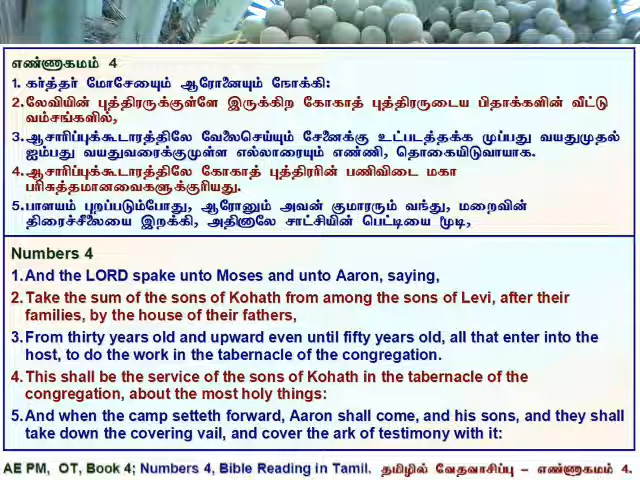 எண்ணாகமம் 4
1. கர்த்தர் மோசேயையும் ஆரோனையும் நோக்கி:
2.லேவியின் புத்திரருக்குள்ளே இருக்கிற கோகாத் புத்திரருடைய பிதாக்களின் வீட்டு
வம்சங்களில்,
3.ஆசாரிப்புக்கூடாரத்திலே வேலைசெய்யும் சேனைக்கு உட்படத்தக்க முப்பது வயதுமுதல்
ஐம்பது வயதுவரைக்குமுள்ள எல்லாரையும் எண்ணி, தொகையிடுவாயாக.
4.ஆசரிப்புக்கூடாரத்திலே கோகாத் புத்திரரின் பணிவிடை மகா
பரிசுத்தமானவைகளுக்குரியது.
5.பாளயம் புறப்படும்போது, ஆரோனும் அவன் குமாரரும் வந்து, மறைவின்
திரைச்சீலையை இறக்கி, அதினாலே சாட்சியின் பெட்டியை மூடி,
Numbers 4
1.And the LORD spake unto Moses and unto Aaron, saying,
2.Take the sum of the sons of Kohath from among the sons of Levi, after their
families, by the house of their fathers,
3.From thirty years old and upward even until fifty years old, all that enter into the
host, to do the work in the tabernacle of the congregation.
4.This shall be the service of the sons of Kohath in the tabernacle of the
congregation, about the most holy things:
5.And when the camp setteth forward, Aaron shall come, and his sons, and they shall
take down the covering vail, and cover the ark of testimony with it:
AE PM, OT, Book 4; Numbers 4, Bible Reading in Tamil. தமிழில் வேதவாசிப்பு – எண்ணாகமம் 4.